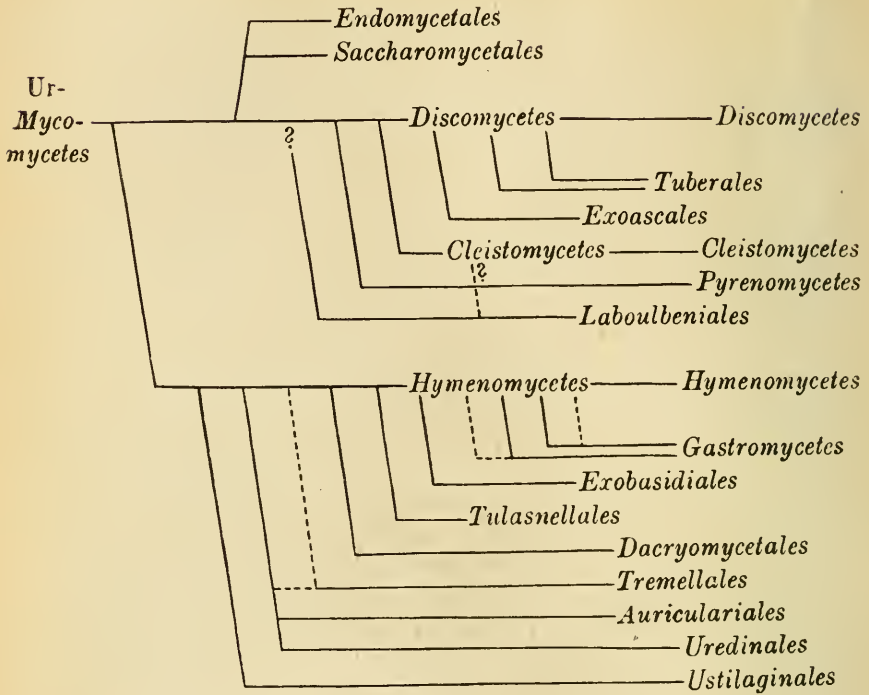 Endomycetales
Saccharomycetales
Ur-
Myco-
mycetes
Discomycetes
Discomycetes
?
Tuberales
Exoascales
Cleistomycetes
Cleistomycetes
?
Pyrenomycetes
Laboulbeniales
Hymenomycetes
Hymenomycetes
Gastromycetes
Exobasidiales
Tulasnellales
Dacryomycetales
Tremellales
Auriculariales
Uredinales
Ustilaginales